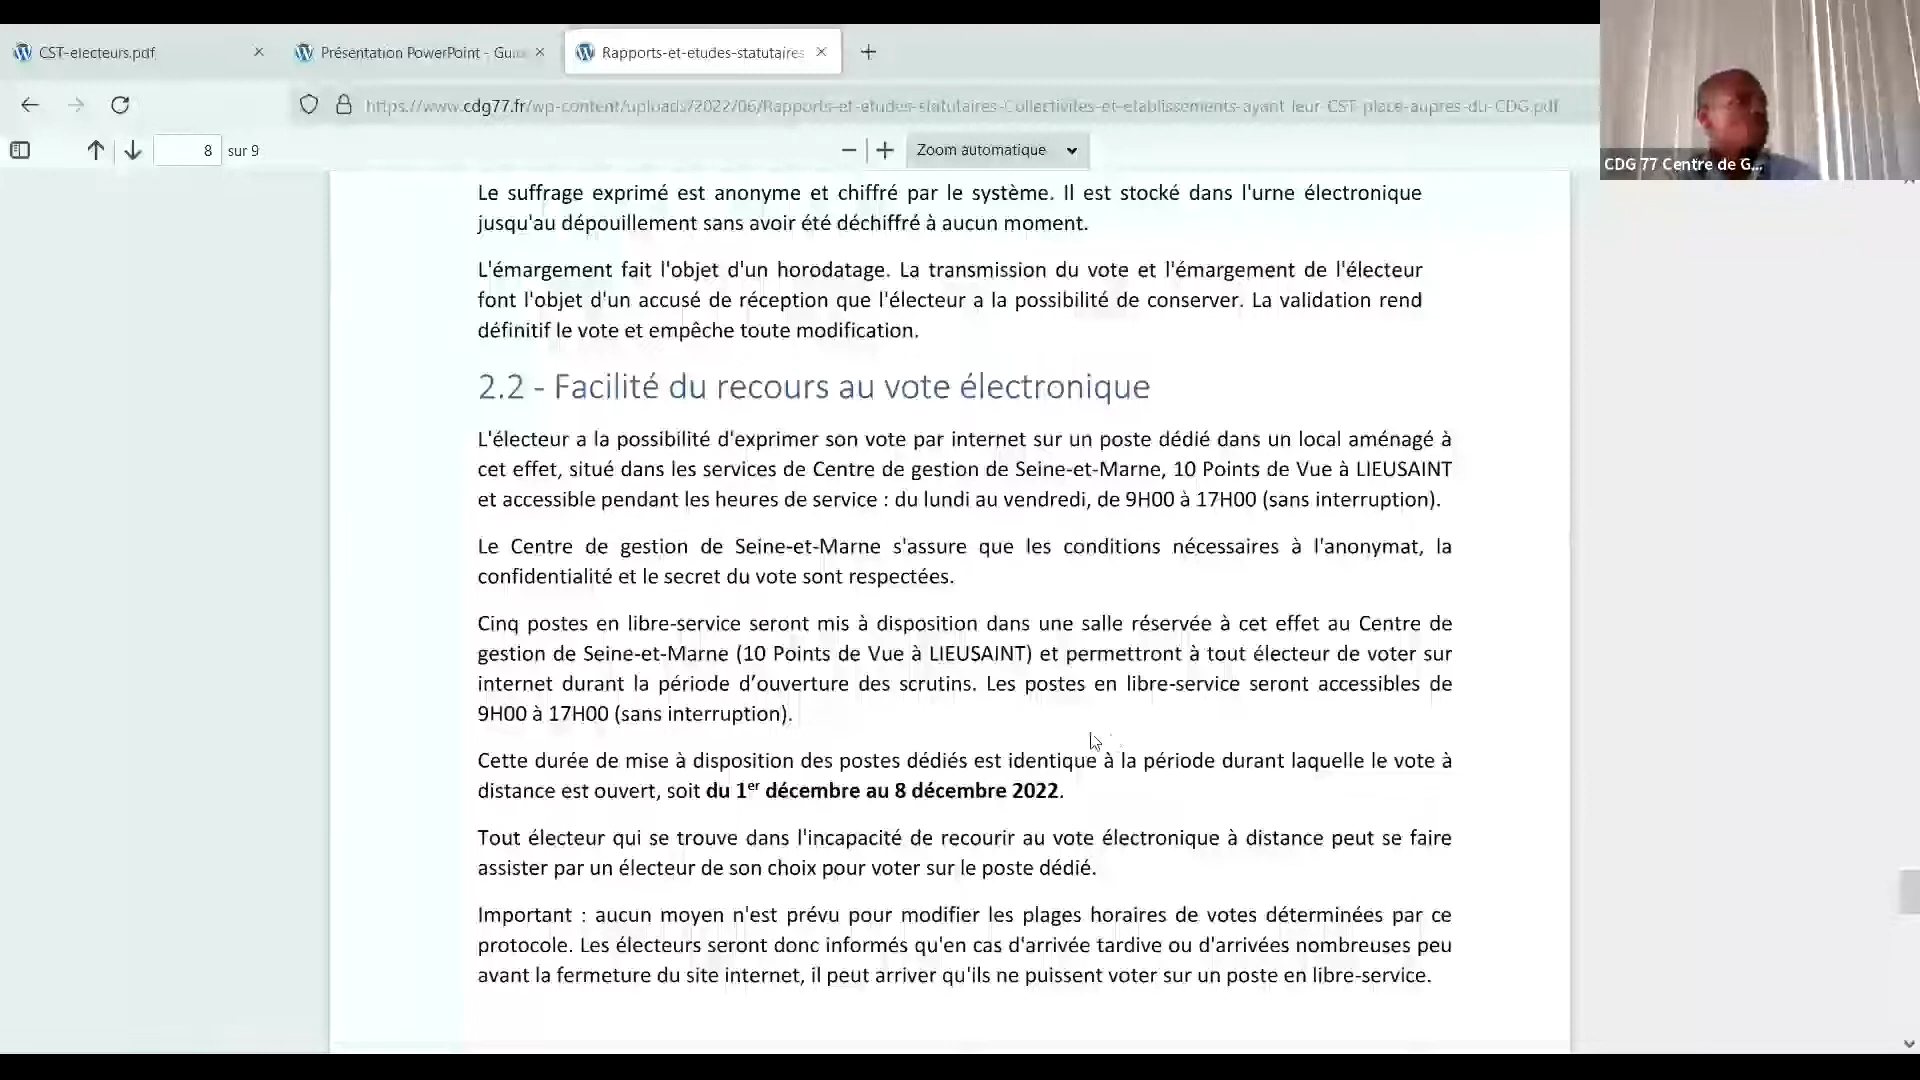 CST-electeurs.pdf
Présentation PowerPoint - Gui
Rapports-et-etudes-statutaires
https://www.cdg77.fr/wp-content/uploads/2022/06/Rapports-et-etudes-statutaires-Collectivites-et-etablissements-ayant-leur-CST-place-aupres-du-CDG.pdf
8 sur 9
Zoom automatique
CDG 77 Centre de G...
Le suffrage exprimé est anonyme et chiffré par le système. Il est stocké dans l'urne électronique
jusqu'au dépouillement sans avoir été déchiffré à aucun moment.
L'émargement fait l'objet d'un horodatage. La transmission du vote et l'émargement de l'électeur
font l'objet d'un accusé de réception que l'électeur a la possibilité de conserver. La validation rend
définitif le vote et empêche toute modification.
2.2 - Facilité du recours au vote électronique
L'électeur a la possibilité d'exprimer son vote par internet sur un poste dédié dans un local aménagé à
cet effet, situé dans les services de Centre de gestion de Seine-et-Marne, 10 Points de Vue à LIEUSAINT
et accessible pendant les heures de service : du lundi au vendredi, de 9H00 à 17H00 (sans interruption).
Le Centre de gestion de Seine-et-Marne s'assure que les conditions nécessaires à l'anonymat, la
confidentialité et le secret du vote sont respectées.
Cinq postes en libre-service seront mis à disposition dans une salle réservée à cet effet au Centre de
gestion de Seine-et-Marne (10 Points de Vue à LIEUSAINT) et permettront à tout électeur de voter sur
internet durant la période d’ouverture des scrutins. Les postes en libre-service seront accessibles de
9H00 à 17H00 (sans interruption).
Cette durée de mise à disposition des postes dédiés est identique à la période durant laquelle le vote à
distance est ouvert, soit du 1er décembre au 8 décembre 2022.
Tout électeur qui se trouve dans l'incapacité de recourir au vote électronique à distance peut se faire
assister par un électeur de son choix pour voter sur le poste dédié.
Important : aucun moyen n'est prévu pour modifier les plages horaires de votes déterminées par ce
protocole. Les électeurs seront donc informés qu'en cas d'arrivée tardive ou d'arrivées nombreuses peu
avant la fermeture du site internet, il peut arriver qu'ils ne puissent voter sur un poste en libre-service.